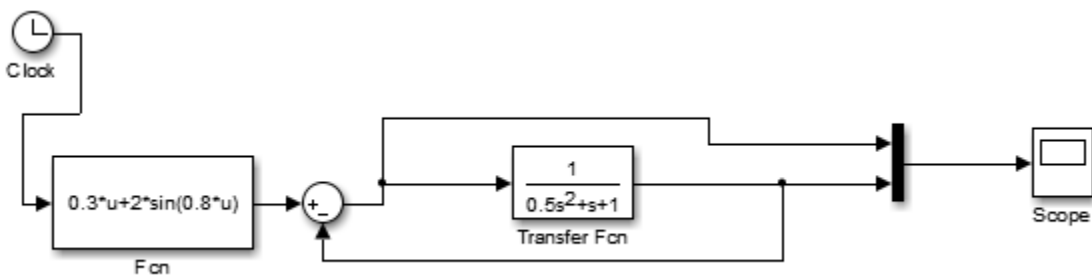 Clock
0.3*u+2*sin(0.8*u)
Fcn
+
-
1
0.5s²+s+1
Transfer Fcn
Scope